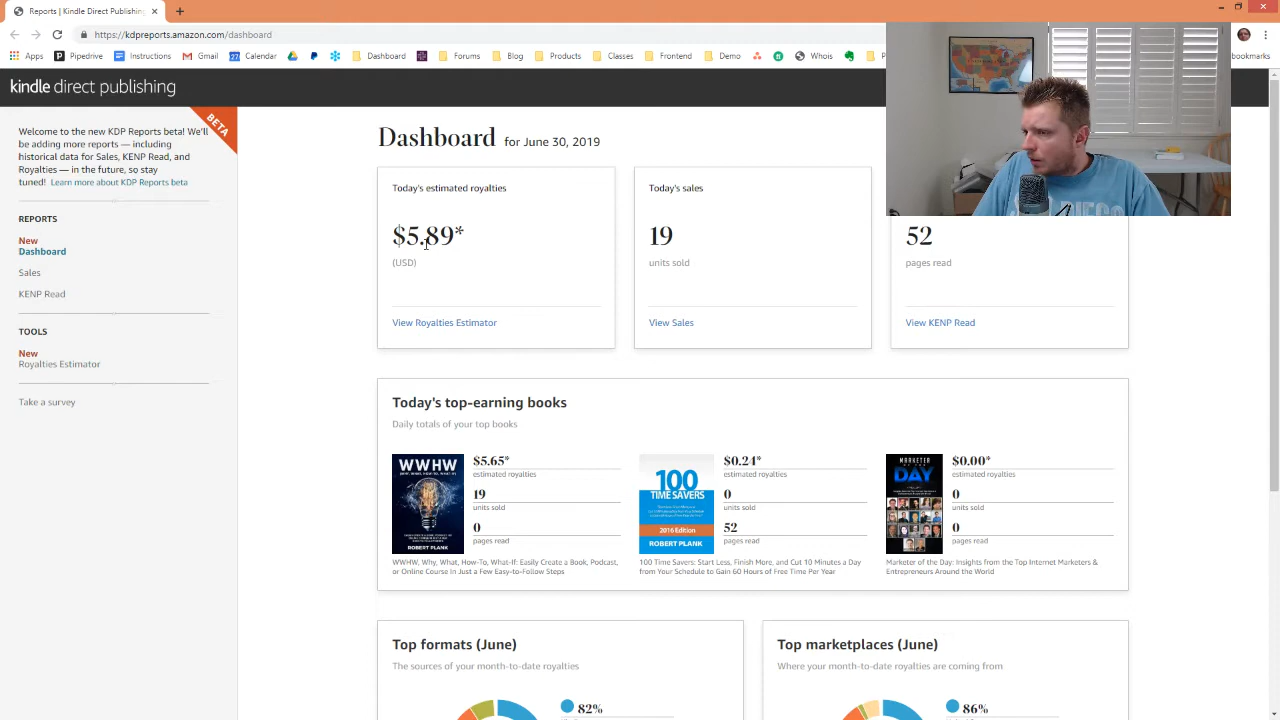 Reports | Kindle Direct Publishing
https://kdpreports.amazon.com/dashboard
Apps Pipedrive Instructions Gmail Calendar Dashboard Forums Blog Products Classes Frontend Demo Whois
kindle direct publishing
BETA
Welcome to the new KDP Reports beta! We'll
be adding more reports — including
historical data for Sales, KENP Read, and
Royalties — in the future, so stay
tuned! Learn more about KDP Reports beta
REPORTS
New
Dashboard
Sales
KENP Read
TOOLS
New
Royalties Estimator
Take a survey
Dashboard for June 30, 2019
Today's estimated royalties
$5.89*
(USD)
View Royalties Estimator
Today's sales
19
units sold
View Sales
52
pages read
View KENP Read
Today's top-earning books
Daily totals of your top books
WWHW
ROBERT PLANK
$5.65*
estimated royalties
19
units sold
0
pages read
WWHW, Why, What, How-To, What-If: Easily Create a Book, Podcast,
or Online Course In Just a Few Easy-to-Follow Steps
100
TIME SAVERS
2016 Edition
ROBERT PLANK
$0.24*
estimated royalties
0
units sold
52
pages read
100 Time Savers: Start Less, Finish More, and Cut 10 Minutes a Day
from Your Schedule to Gain 60 Hours of Free Time Per Year
MARKETER
OF THE
DAY
$0.00*
estimated royalties
0
units sold
0
pages read
Marketer of the Day: Insights from the Top Internet Marketers &
Entrepreneurs Around the World
Top formats (June)
The sources of your month-to-date royalties
82%
Top marketplaces (June)
Where your month-to-date royalties are coming from
86%